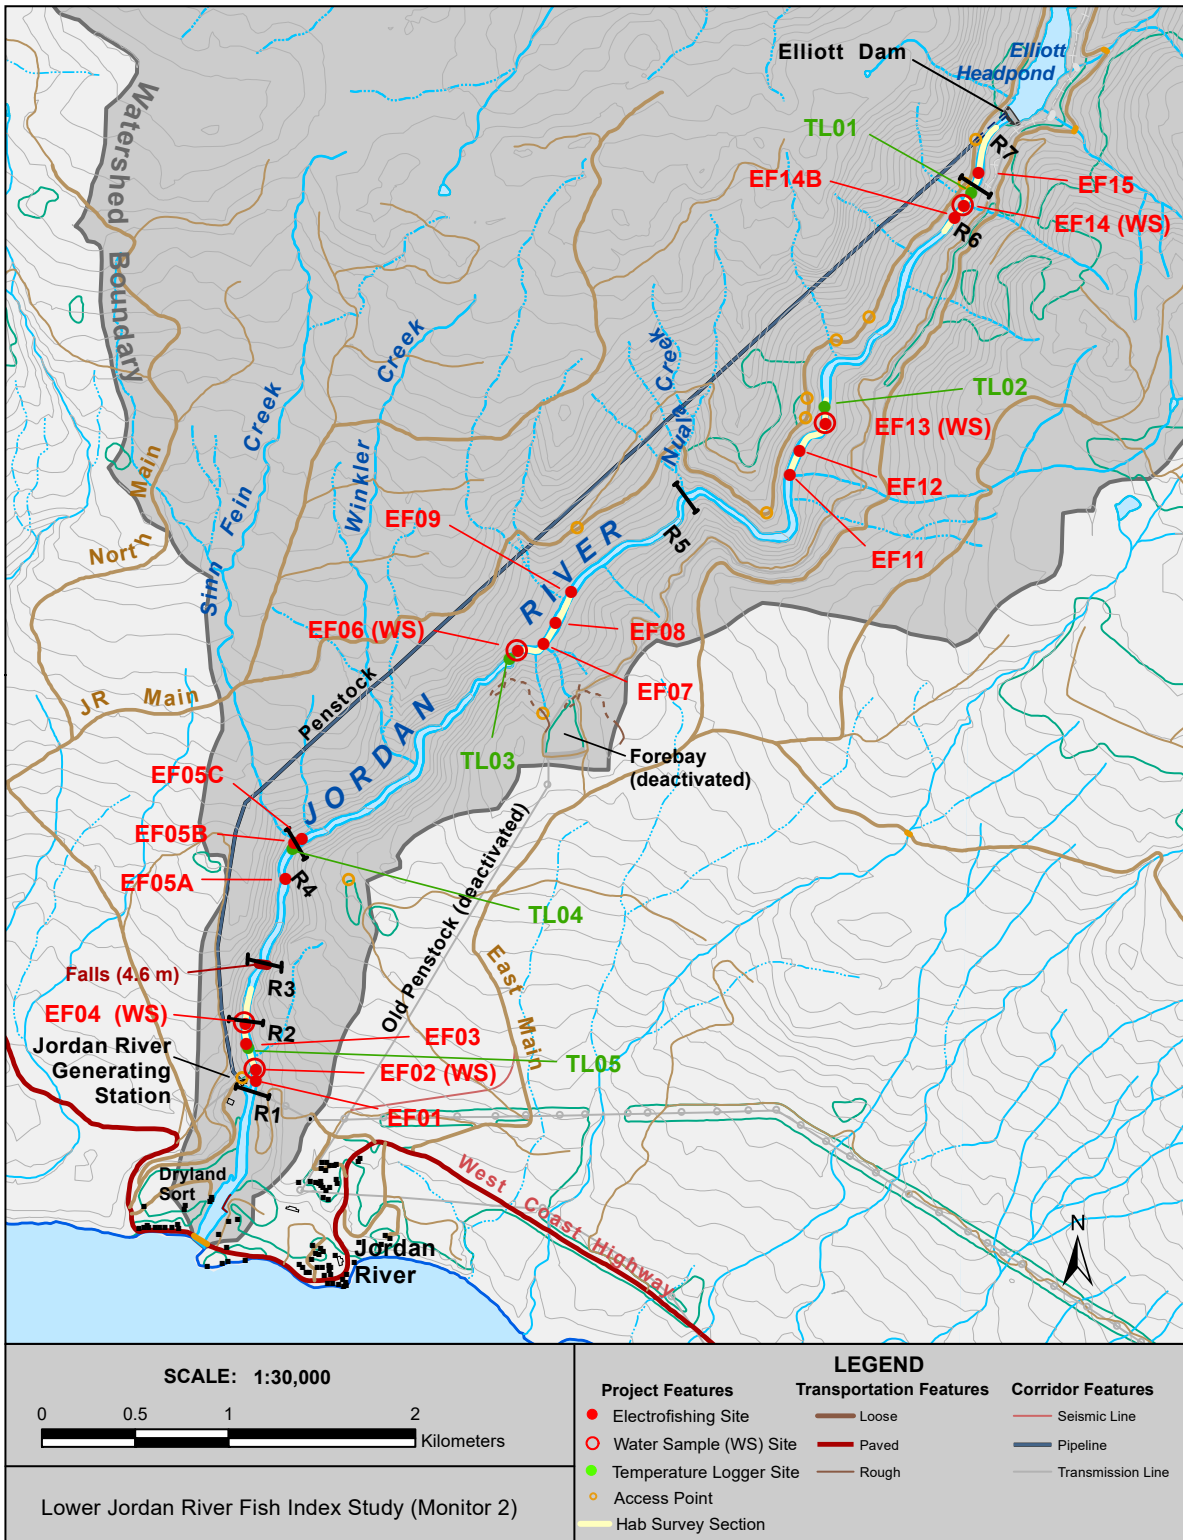 Elliott Dam
Elliott
Headpond
TL01
R7
EF14B
EF15
EF14 (WS)
R6
Watershed Boundary
Sinn Fein Creek
Winkler Creek
Nuala Creek
TL02
EF13 (WS)
EF12
EF11
North Main
EF09
R5
JORDAN RIVER
EF06 (WS)
EF08
EF07
JR Main
Penstock
TL03
Forebay
(deactivated)
EF05C
EF05B
EF05A
R4
TL04
Old Penstock (deactivated)
East Main
Falls (4.6 m)
R3
EF04 (WS)
R2
EF03
Jordan River
Generating
Station
TL05
EF02 (WS)
R1
EF01
Dryland
Sort
West Coast Highway
Jordan
River
N
SCALE: 1:30,000
0 0.5 1 2
Kilometers
Lower Jordan River Fish Index Study (Monitor 2)
LEGEND
Project Features
Electrofishing Site
Water Sample (WS) Site
Temperature Logger Site
Access Point
Hab Survey Section
Transportation Features
Loose
Paved
Rough
Corridor Features
Seismic Line
Pipeline
Transmission Line